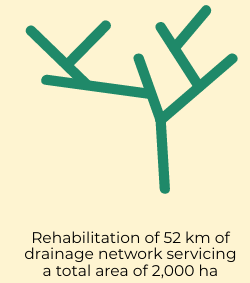 Rehabilitation of 52 km of
drainage network servicing
a total area of 2,000 ha